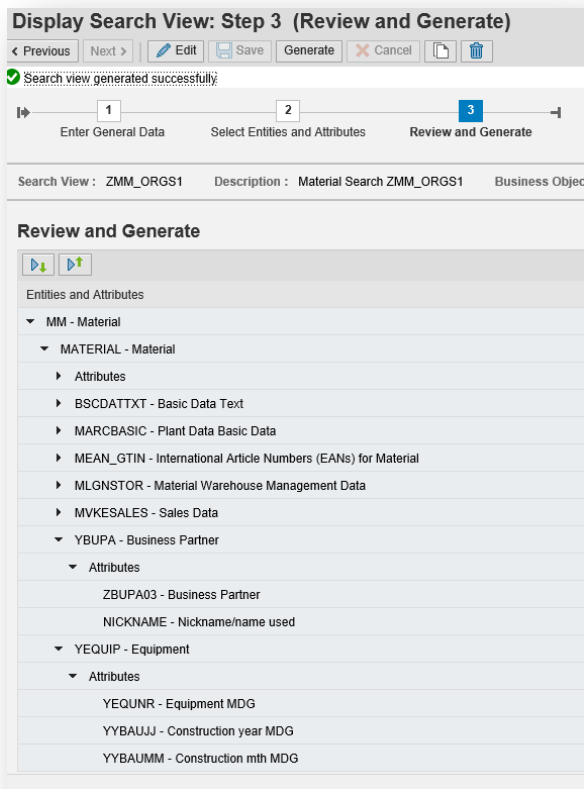 Display Search View: Step 3 (Review and Generate)
Previous Next Edit Save Generate Cancel
Search view generated successfully
1 2 3
Enter General Data Select Entities and Attributes Review and Generate
Search View : ZMM_ORGS1 Description : Material Search ZMM_ORGS1 Business Objec
Review and Generate
Entities and Attributes
MM - Material
MATERIAL - Material
Attributes
BSCDATTXT - Basic Data Text
MARCBASIC - Plant Data Basic Data
MEAN_GTIN - International Article Numbers (EANs) for Material
MLGNSTOR - Material Warehouse Management Data
MVKESALES - Sales Data
YBUPA - Business Partner
Attributes
ZBUPA03 - Business Partner
NICKNAME - Nickname/name used
YEQUIP - Equipment
Attributes
YEQUNR - Equipment MDG
YYBAUJJ - Construction year MDG
YYBAUMM - Construction mth MDG